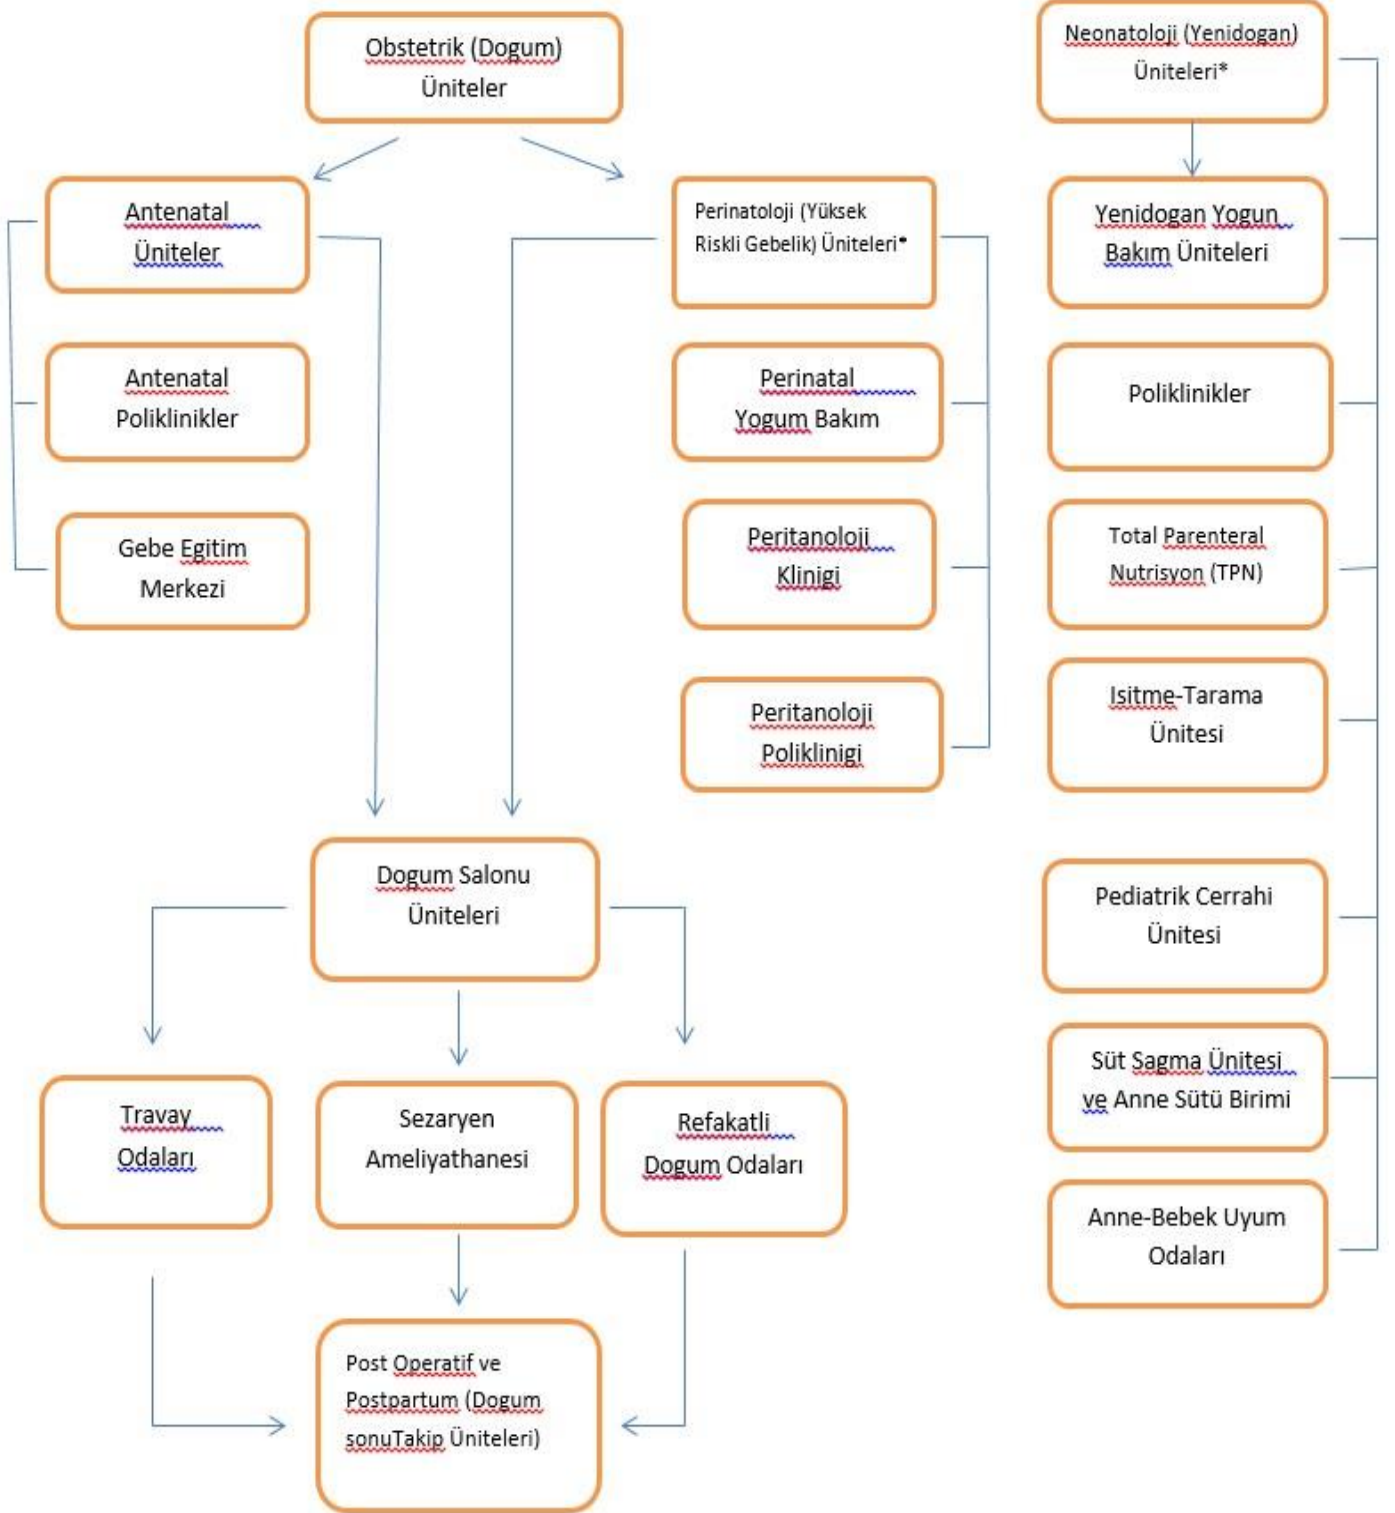 Obstetrik (Dogum)
Üniteler
Neonatoloji (Yenidogan)
Üniteleri*
Antenatal
Üniteler
Perinatoloji (Yüksek
Riskli Gebelik) Üniteleri*
Yenidogan Yogun
Bakım Üniteleri
Antenatal
Poliklinikler
Perinatal
Yogum Bakım
Poliklinikler
Gebe Egitim
Merkezi
Peritanoloji
Klinigi
Total Parenteral
Nutrisyon (TPN)
Peritanoloji
Poliklinigi
Isitme-Tarama
Ünitesi
Dogum Salonu
Üniteleri
Pediatrik Cerrahi
Ünitesi
Travay
Odaları
Sezaryen
Ameliyathanesi
Refakatli
Dogum Odaları
Süt Sagma Ünitesi
ve Anne Sütü Birimi
Anne-Bebek Uyum
Odaları
Post Operatif ve
Postpartum (Dogum
sonuTakip Üniteleri)